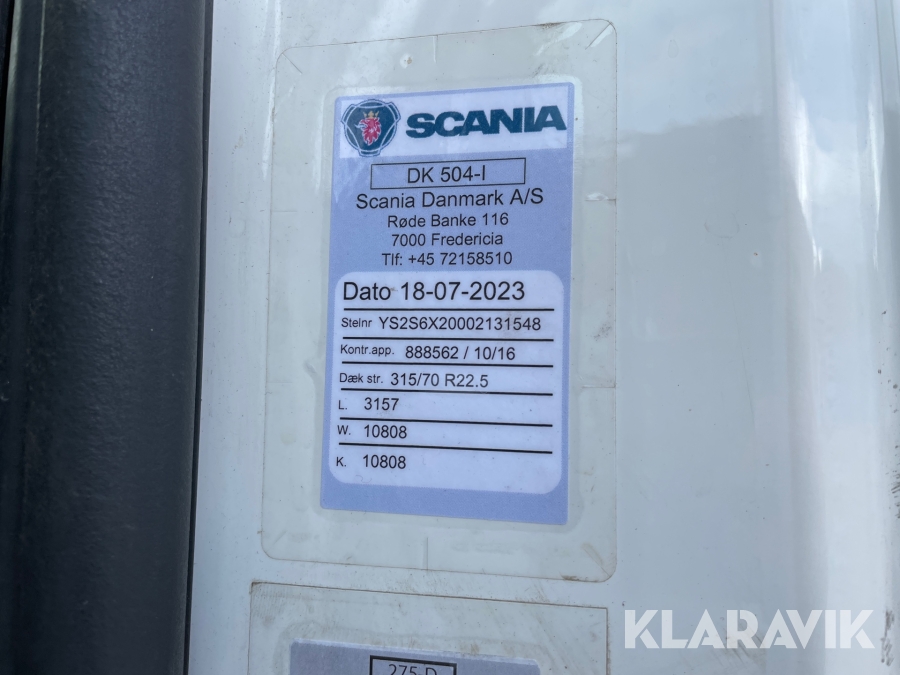 SCANIA
DK 504-I
Scania Danmark A/S
Røde Banke 116
7000 Fredericia
Tlf: +45 72158510
Dato 18-07-2023
Stelnr YS2S6X20002131548
Kontr.app. 888562 / 10/16
Dæk str. 315/70 R22.5
L. 3157
W. 10808
K. 10808
275 D
KLARAVIK